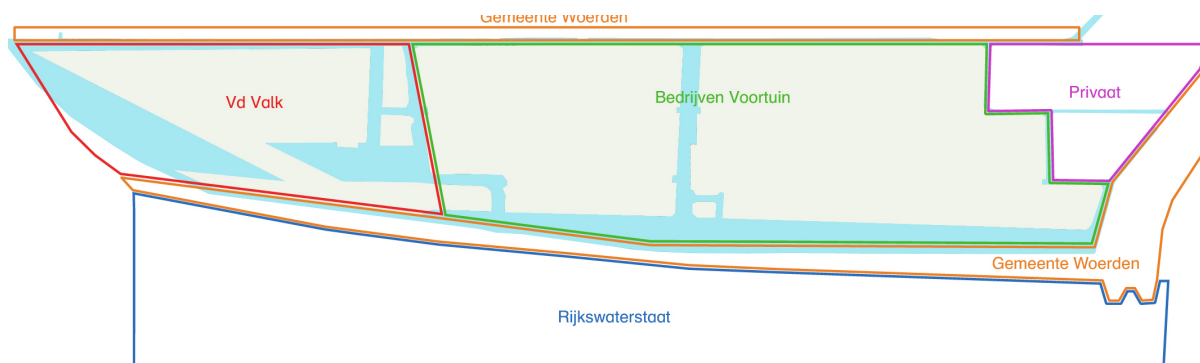 Gemeente Woerden
Vd Valk
Bedrijven Voortuin
Privaat
Gemeente Woerden
Rijkswaterstaat